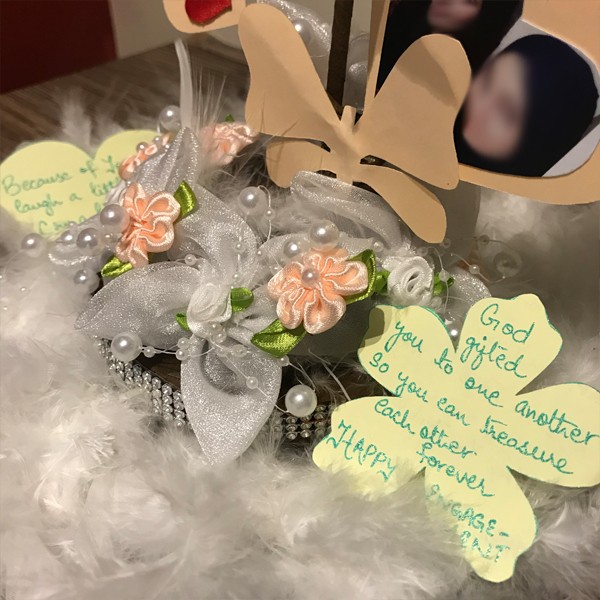 Because of
laugh a
God
gifted
you to one another
so you can treasure
each other forever
HAPPY ENGAGE-
MENT